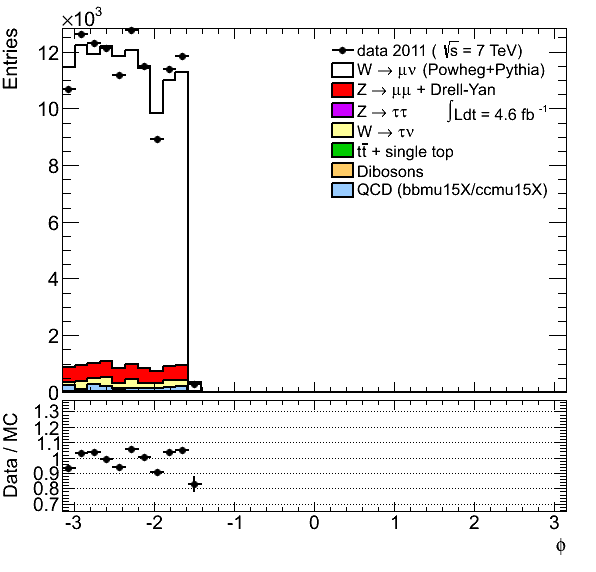 ×10³
Entries
12
10
8
6
4
2
0
data 2011 ( √s = 7 TeV)
W → μν (Powheg+Pythia)
Z → μμ + Drell-Yan
Z → ττ
∫Ldt = 4.6 fb⁻¹
W → τν
tt̄ + single top
Dibosons
QCD (bbmu15X/ccmu15X)
Data / MC
1.3
1.2
1.1
1
0.9
0.8
0.7
-3 -2 -1 0 1 2 3
ϕ